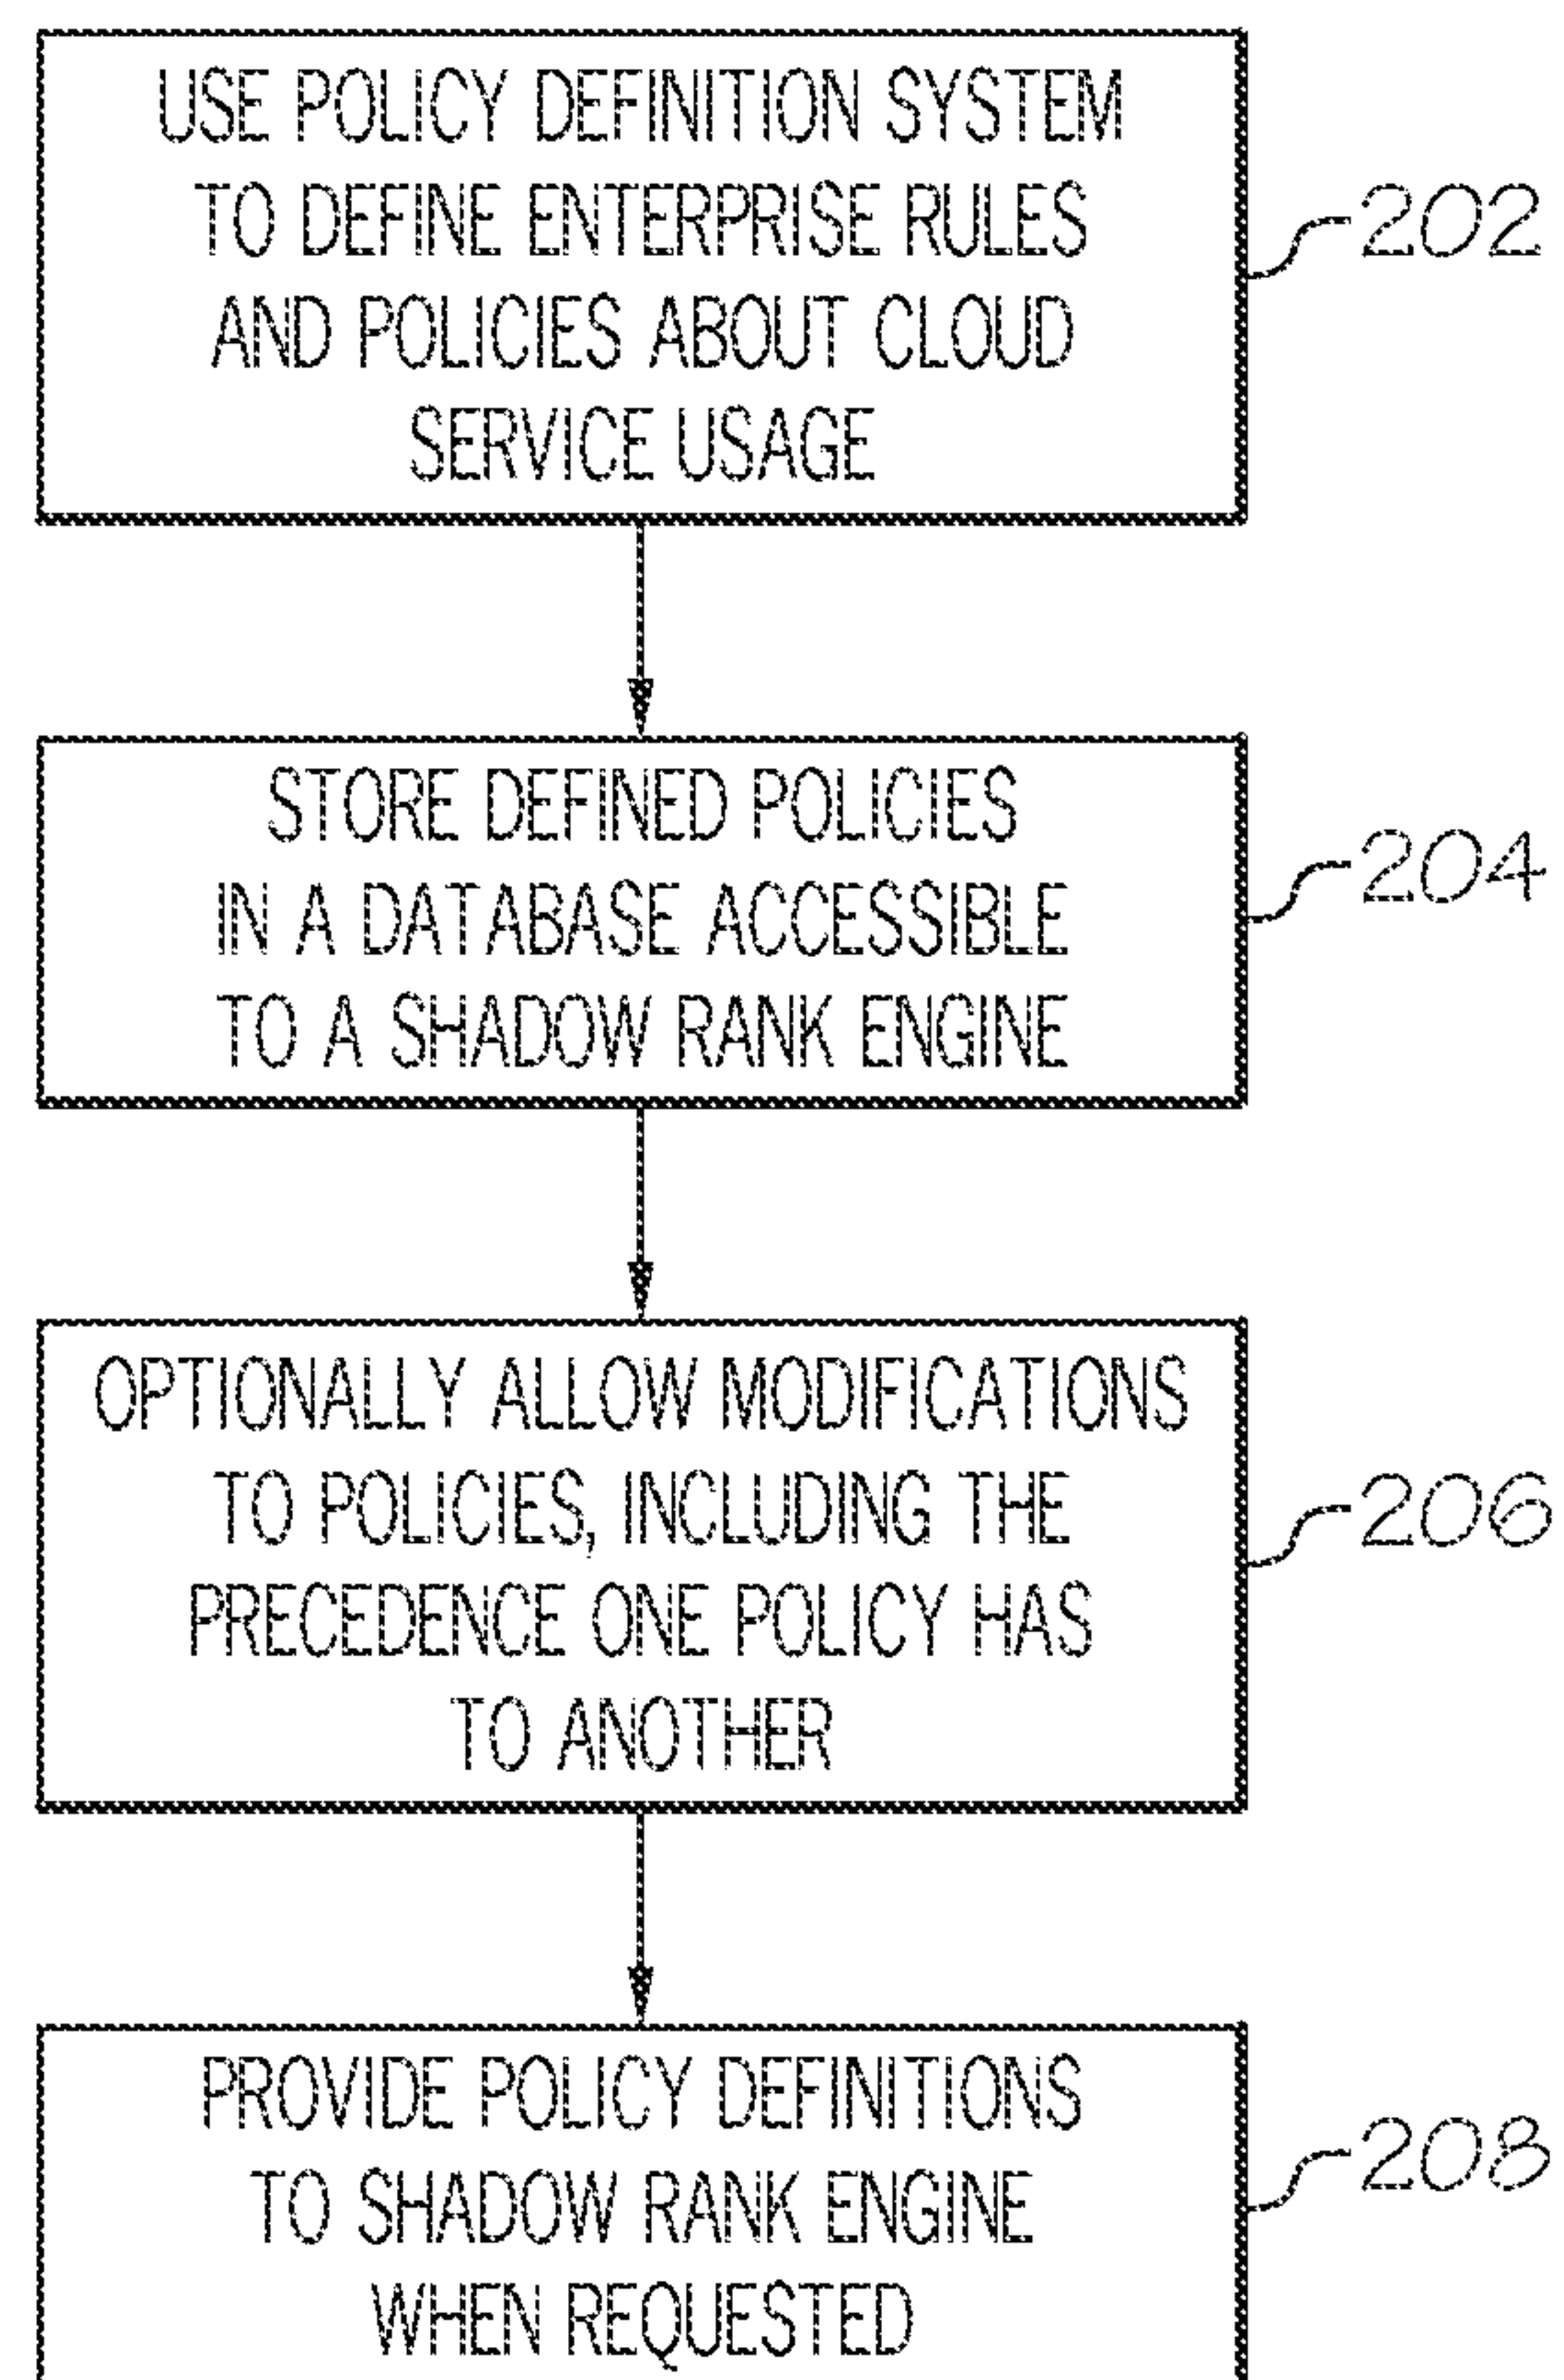 USE POLICY DEFINITION SYSTEM
TO DEFINE ENTERPRISE RULES
AND POLICIES ABOUT CLOUD
SERVICE USAGE
202
STORE DEFINED POLICIES
IN A DATABASE ACCESSIBLE
TO A SHADOW RANK ENGINE
204
OPTIONALLY ALLOW MODIFICATIONS
TO POLICIES, INCLUDING THE
PRECEDENCE ONE POLICY HAS
TO ANOTHER
206
PROVIDE POLICY DEFINITIONS
TO SHADOW RANK ENGINE
WHEN REQUESTED
208